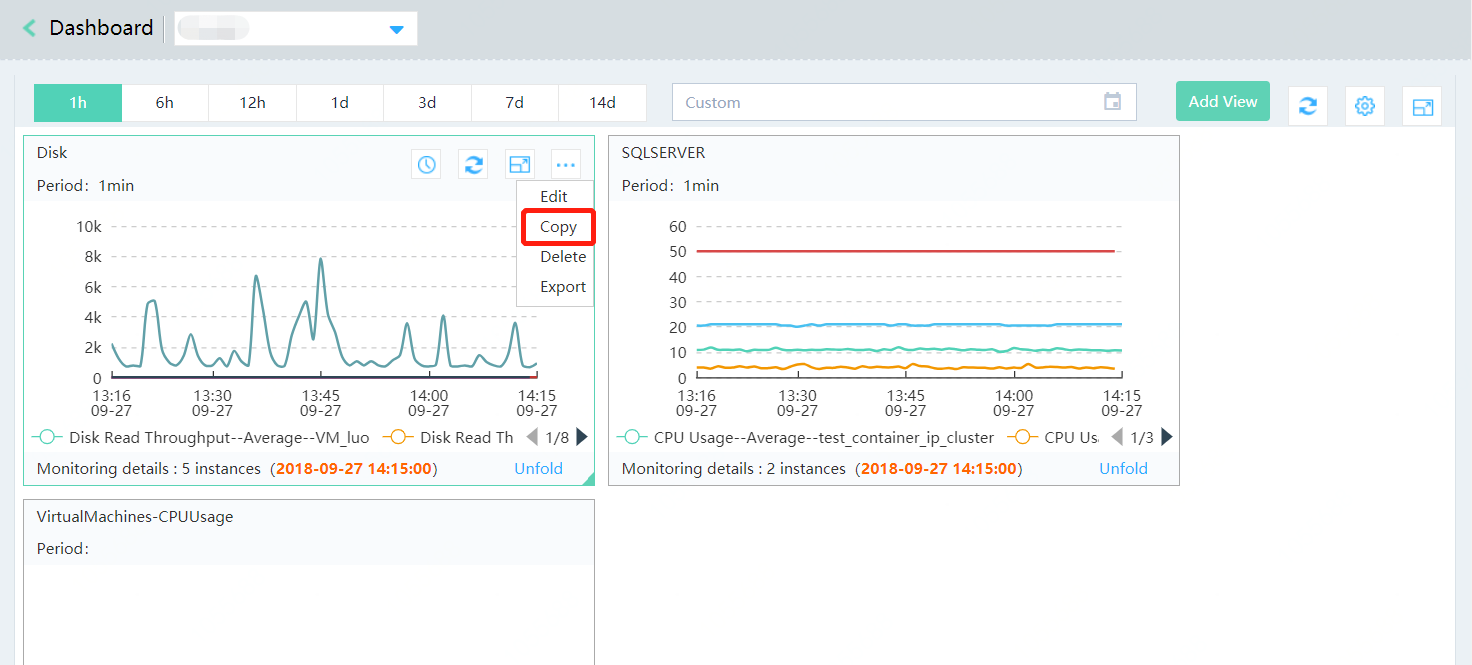 Dashboard
1h 6h 12h 1d 3d 7d 14d Custom Add View
Disk
Period: 1min
Edit
Copy
Delete
Export
10k
8k
6k
4k
2k
0
13:16 13:30 13:45 14:00 14:15
09-27 09-27 09-27 09-27 09-27
Disk Read Throughput--Average--VM_luo Disk Read Th 1/8
Monitoring details : 5 instances (2018-09-27 14:15:00) Unfold
SQLSERVER
Period: 1min
60
50
40
30
20
10
0
13:16 13:30 13:45 14:00 14:15
09-27 09-27 09-27 09-27 09-27
CPU Usage--Average--test_container_ip_cluster CPU Us 1/3
Monitoring details : 2 instances (2018-09-27 14:15:00) Unfold
VirtualMachines-CPUUsage
Period: